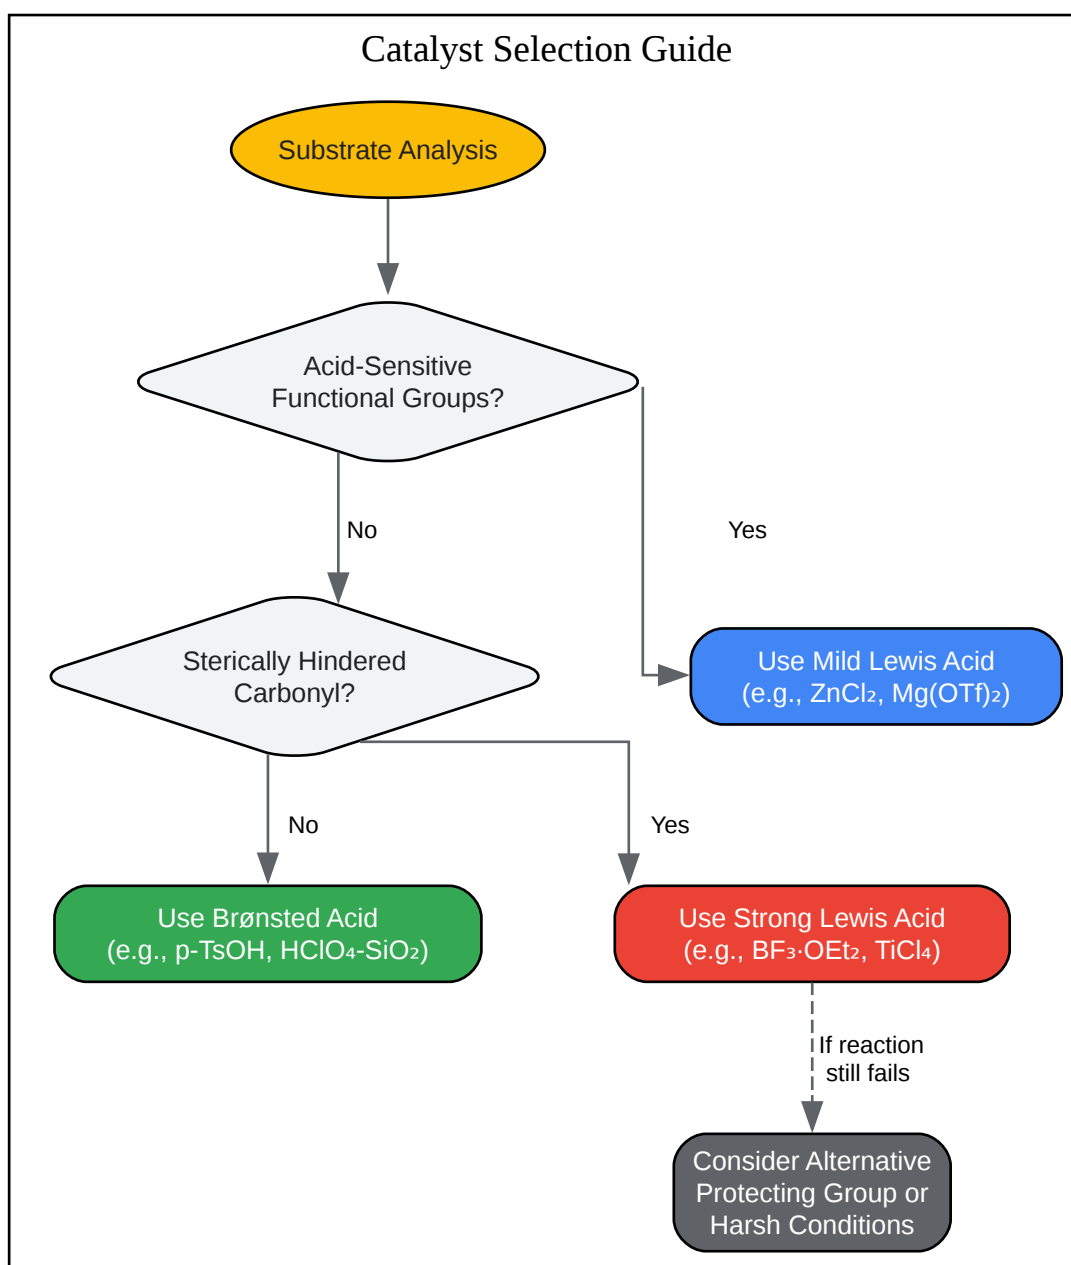 Catalyst Selection Guide
Substrate Analysis
Acid-Sensitive
Functional Groups?
No
Yes
Sterically Hindered
Carbonyl?
Use Mild Lewis Acid
(e.g., ZnCl₂, Mg(OTf)₂)
No
Yes
Use Brønsted Acid
(e.g., p-TsOH, HClO₄-SiO₂)
Use Strong Lewis Acid
(e.g., BF₃·OEt₂, TiCl₄)
If reaction
still fails
Consider Alternative
Protecting Group or
Harsh Conditions